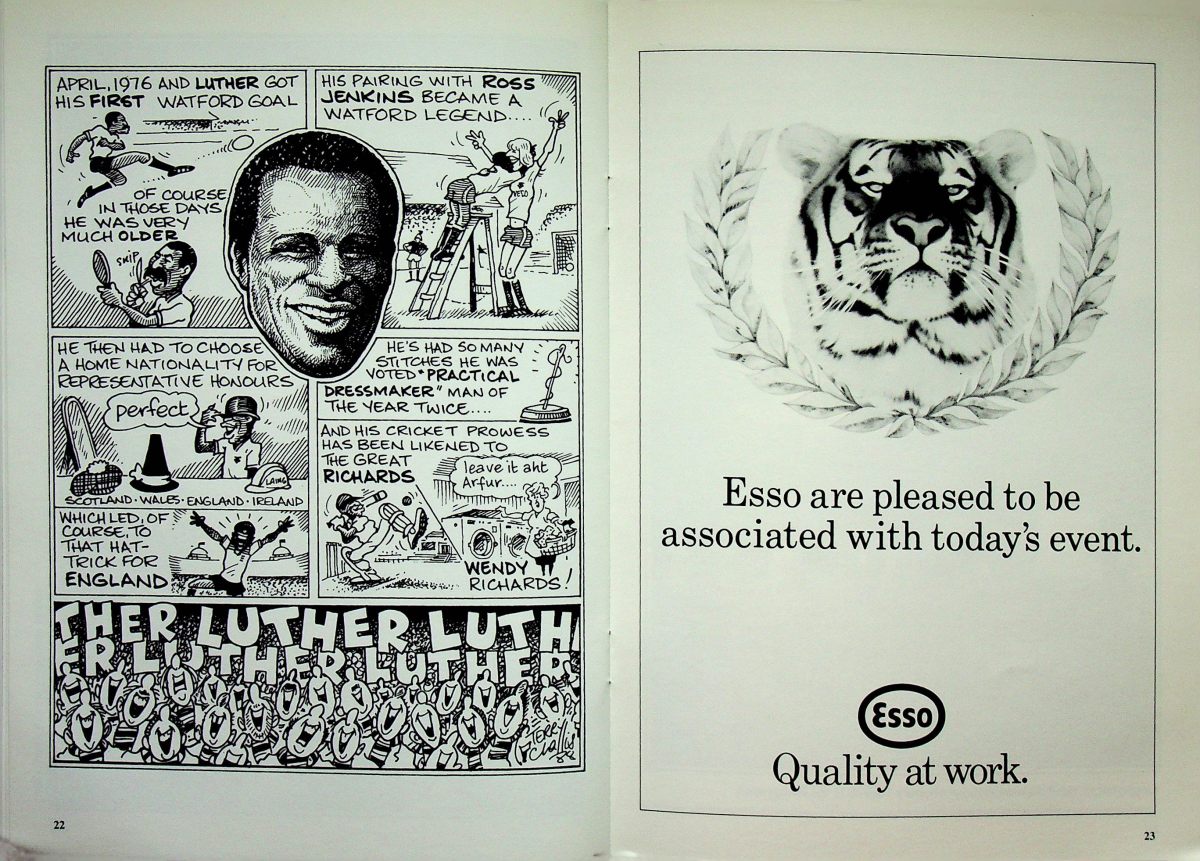 APRIL, 1976 AND LUTHER GOT
HIS FIRST WATFORD GOAL
OF COURSE
IN THOSE DAYS
HE WAS VERY
MUCH OLDER
SNIP
HIS PAIRING WITH ROSS
JENKINS BECAME A
WATFORD LEGEND....
HE THEN HAD TO CHOOSE
A HOME NATIONALITY FOR
REPRESENTATIVE HONOURS
perfect
LAING
SCOTLAND · WALES · ENGLAND · IRELAND
HE'S HAD SO MANY
STITCHES HE WAS
VOTED "PRACTICAL
DRESSMAKER" MAN OF
THE YEAR TWICE....
AND HIS CRICKET PROWESS
HAS BEEN LIKENED TO
THE GREAT
RICHARDS
leave it aht
Arfur....
WENDY
RICHARDS!
WHICH LED, OF
COURSE, TO
THAT HAT-
TRICK FOR
ENGLAND
THER LUTHER LUTH
ER LUTHER LUTHER
22
Esso are pleased to be
associated with today's event.
Esso
Quality at work.
23